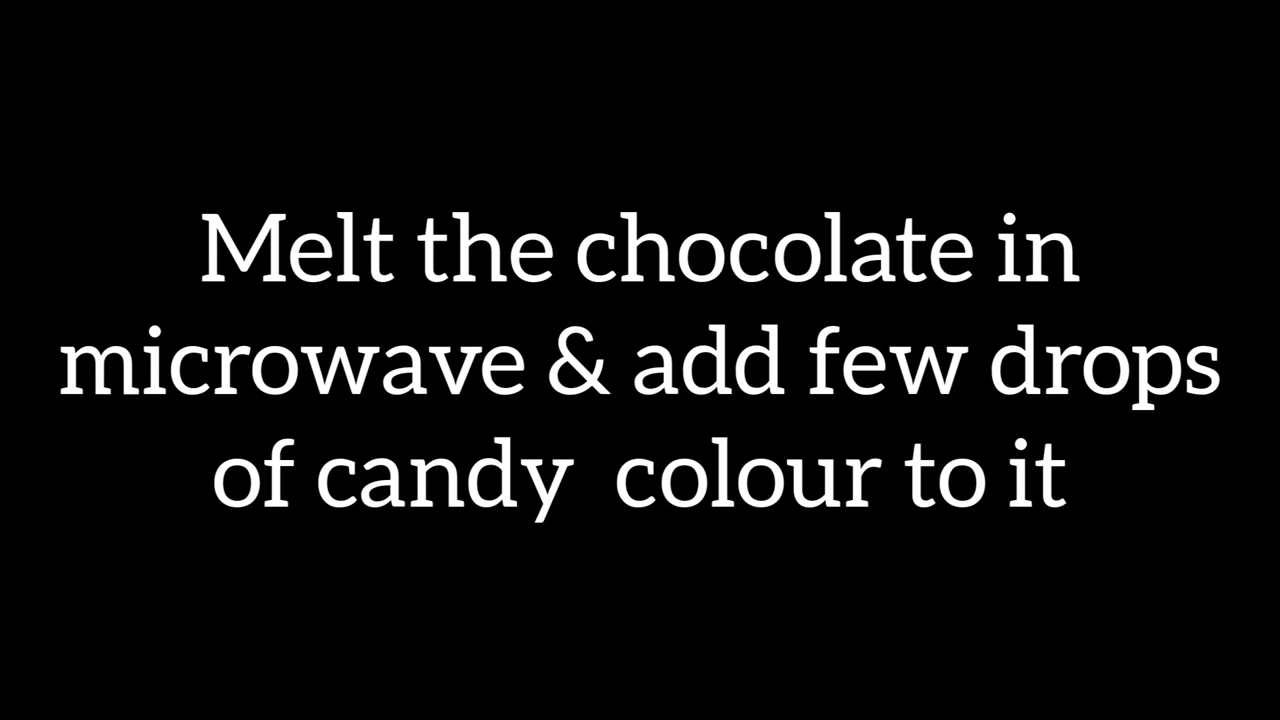 Melt the chocolate in
microwave & add few drops
of candy  colour to it